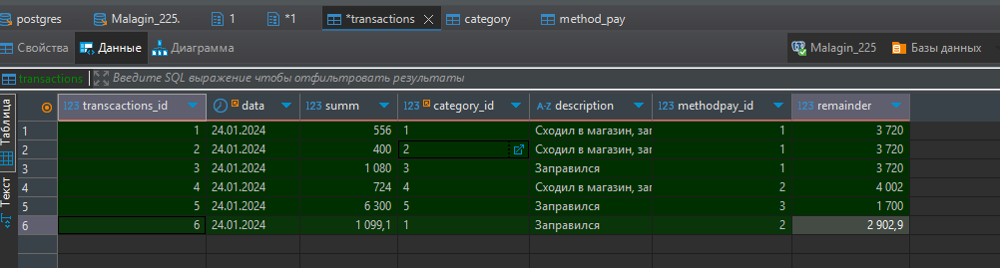 postgres Malagin_225. 1 *1 *transactions category method_pay
Свойства Данные Диаграмма Malagin_225 Базы данных
transactions Введите SQL выражение чтобы отфильтровать результаты
Таблица
Текст
123 transcactions_id data 123 summ 123 category_id A-Z description 123 methodpay_id 123 remainder
1 1 24.01.2024 556 1 Сходил в магазин, зап 1 3 720
2 2 24.01.2024 400 2 Сходил в магазин, зап 1 3 720
3 3 24.01.2024 1 080 3 Заправился 1 3 720
4 4 24.01.2024 724 4 Сходил в магазин, зап 2 4 002
5 5 24.01.2024 6 300 5 Заправился 3 1 700
6 6 24.01.2024 1 099,1 1 Заправился 2 2 902,9